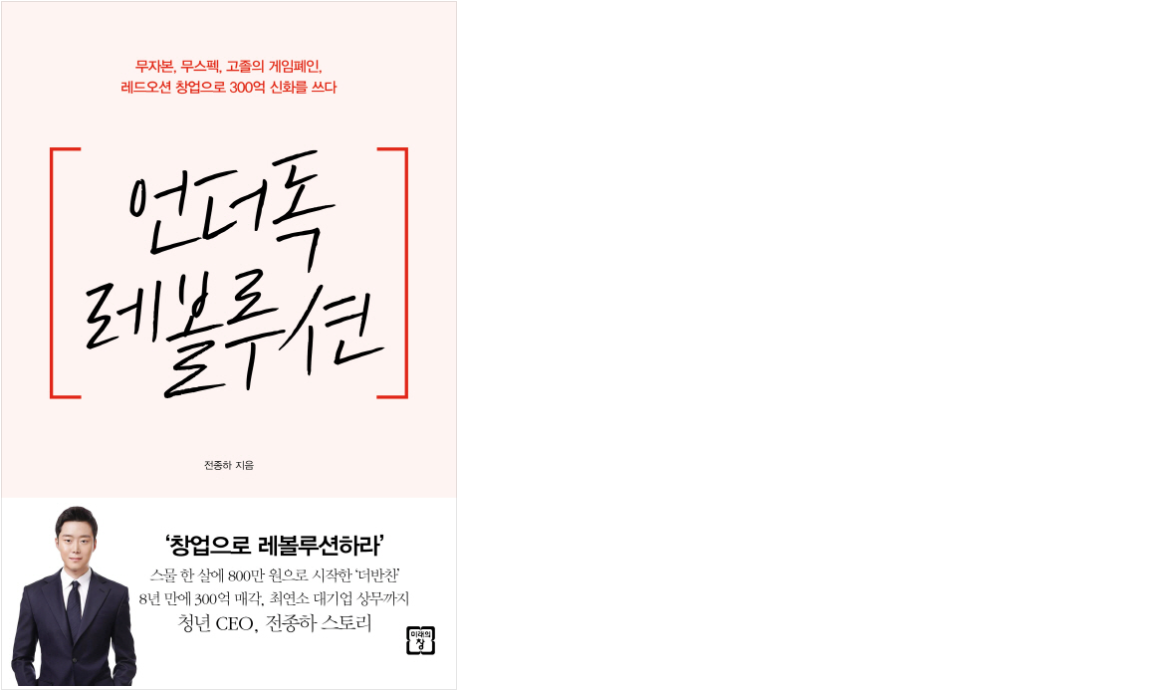 무자본, 무스펙, 고졸의 게임폐인,
레드오션 창업으로 300억 신화를 쓰다
언더독
레볼루션
전종하 지음
‘창업으로 레볼루션하라’
스물 한 살에 800만 원으로 시작한 ‘더반찬’
8년 만에 300억 매각, 최연소 대기업 상무까지
청년 CEO, 전종하 스토리
미래의
창